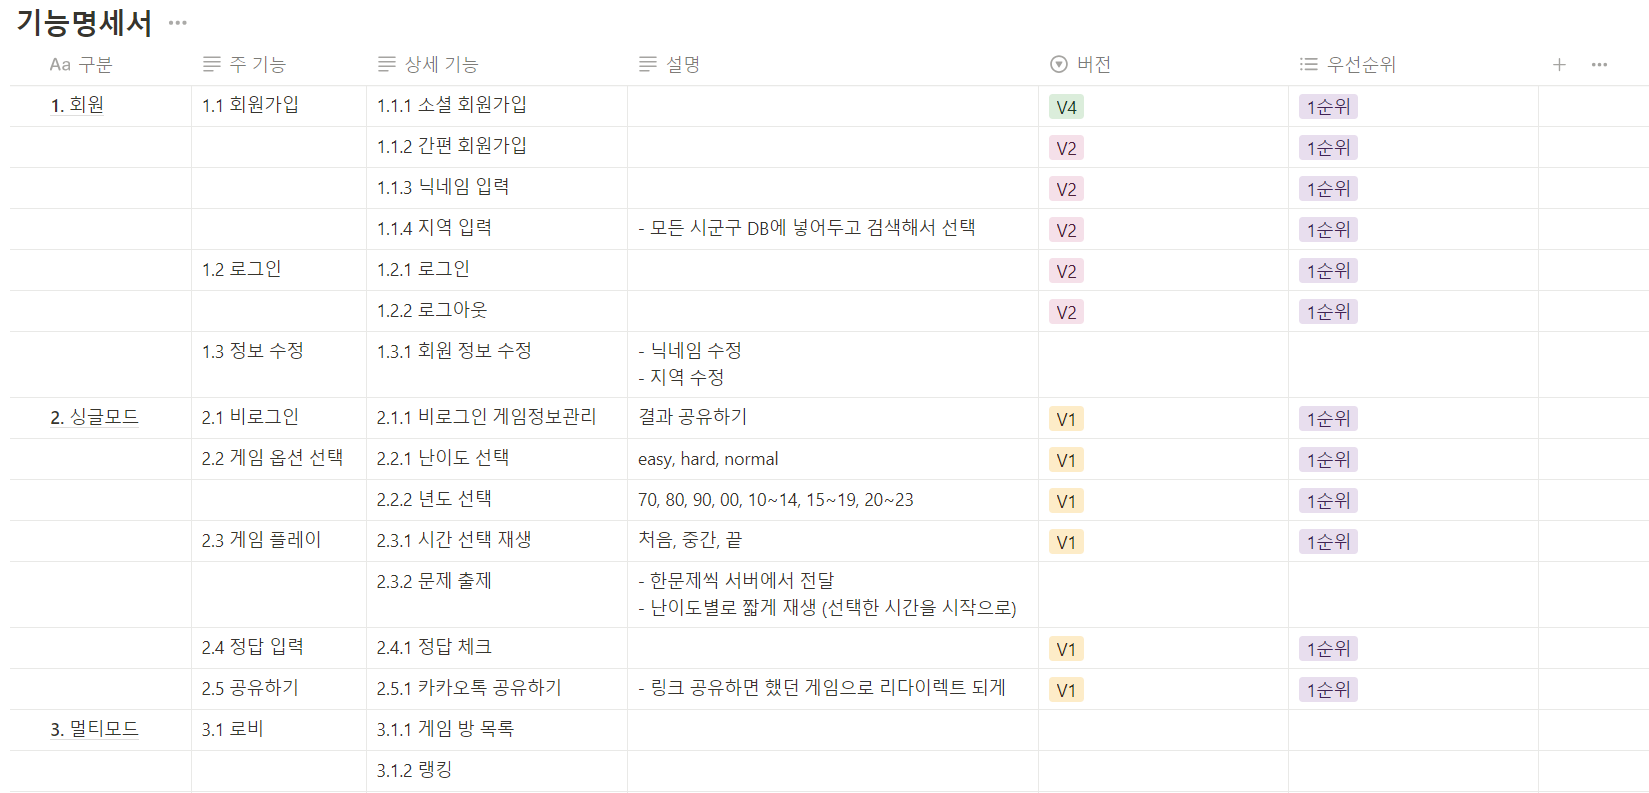 기능명세서
Aa 구분 주 기능 상세 기능 설명 버전 우선순위
1. 회원 1.1 회원가입 1.1.1 소셜 회원가입 V4 1순위
1.1.2 간편 회원가입 V2 1순위
1.1.3 닉네임 입력 V2 1순위
1.1.4 지역 입력 - 모든 시군구 DB에 넣어두고 검색해서 선택 V2 1순위
1.2 로그인 1.2.1 로그인 V2 1순위
1.2.2 로그아웃 V2 1순위
1.3 정보 수정 1.3.1 회원 정보 수정 - 닉네임 수정
- 지역 수정
2. 싱글모드 2.1 비로그인 2.1.1 비로그인 게임정보관리 결과 공유하기 V1 1순위
2.2 게임 옵션 선택 2.2.1 난이도 선택 easy, hard, normal V1 1순위
2.2.2 년도 선택 70, 80, 90, 00, 10~14, 15~19, 20~23 V1 1순위
2.3 게임 플레이 2.3.1 시간 선택 재생 처음, 중간, 끝 V1 1순위
2.3.2 문제 출제 - 한문제씩 서버에서 전달
- 난이도별로 짧게 재생 (선택한 시간을 시작으로)
2.4 정답 입력 2.4.1 정답 체크 V1 1순위
2.5 공유하기 2.5.1 카카오톡 공유하기 - 링크 공유하면 했던 게임으로 리다이렉트 되게 V1 1순위
3. 멀티모드 3.1 로비 3.1.1 게임 방 목록
3.1.2 랭킹